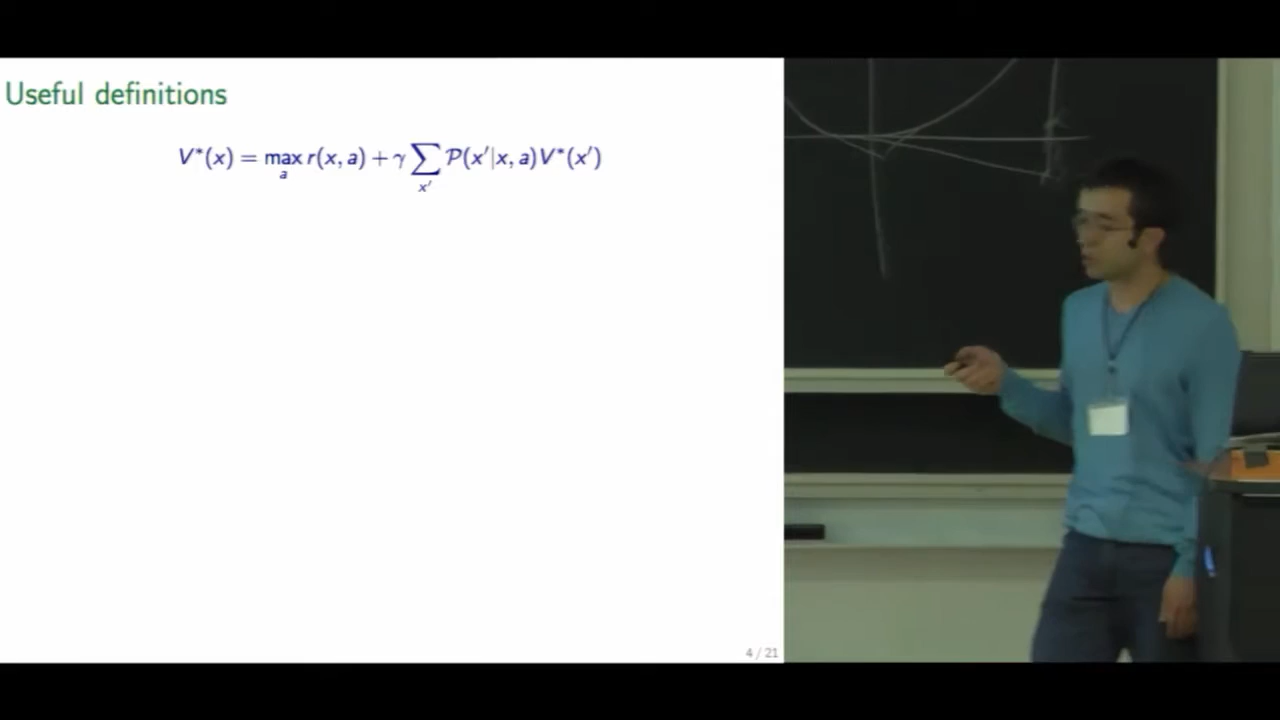 Useful definitions
V*(x) = max_a r(x, a) + γ ∑_{x′} 𝒫(x′|x, a)V*(x′)
4 / 21